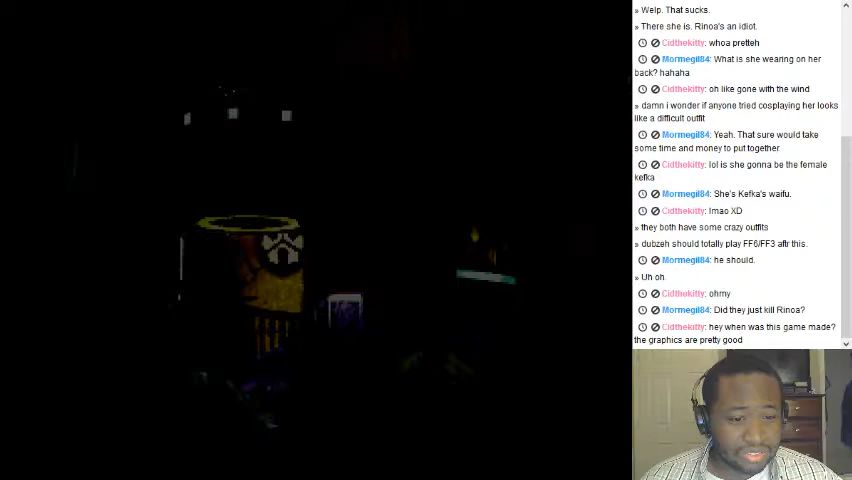 » Welp. That sucks.
» There she is. Rinoa's an idiot.
Cidthekitty: whoa pretteh
Mormegil84: What is she wearing on her
back? hahaha
Cidthekitty: oh like gone with the wind
» damn i wonder if anyone tried cosplaying her looks
like a difficult outfit
Mormegil84: Yeah. That sure would take
some time and money to put together.
Cidthekitty: lol is she gonna be the female
kefka
Mormegil84: She's Kefka's waifu.
Cidthekitty: lmao XD
» they both have some crazy outfits
» dubzeh should totally play FF6/FF3 aftr this.
Mormegil84: he should.
» Uh oh.
Cidthekitty: ohmy
Mormegil84: Did they just kill Rinoa?
Cidthekitty: hey when was this game made?
the graphics are pretty good